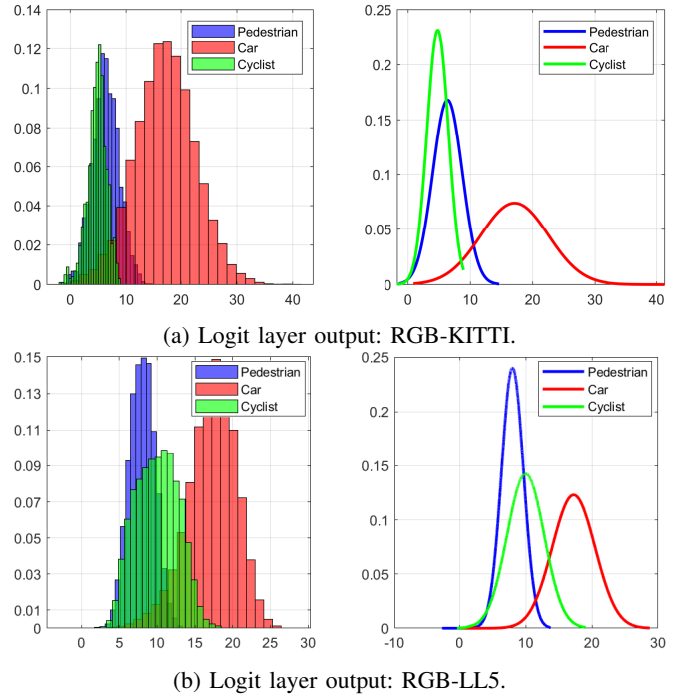 0.14
0.12
0.1
0.08
0.06
0.04
0.02
0
0 10 20 30 40
Pedestrian
Car
Cyclist
0.25
0.2
0.15
0.1
0.05
0
0 10 20 30 40
Pedestrian
Car
Cyclist
(a) Logit layer output: RGB-KITTI.
0.15
0.13
0.11
0.09
0.07
0.05
0.03
0.01
0
0 5 10 15 20 25 30
Pedestrian
Car
Cyclist
0.25
0.2
0.15
0.1
0.05
0
-10 0 10 20 30
Pedestrian
Car
Cyclist
(b) Logit layer output: RGB-LL5.